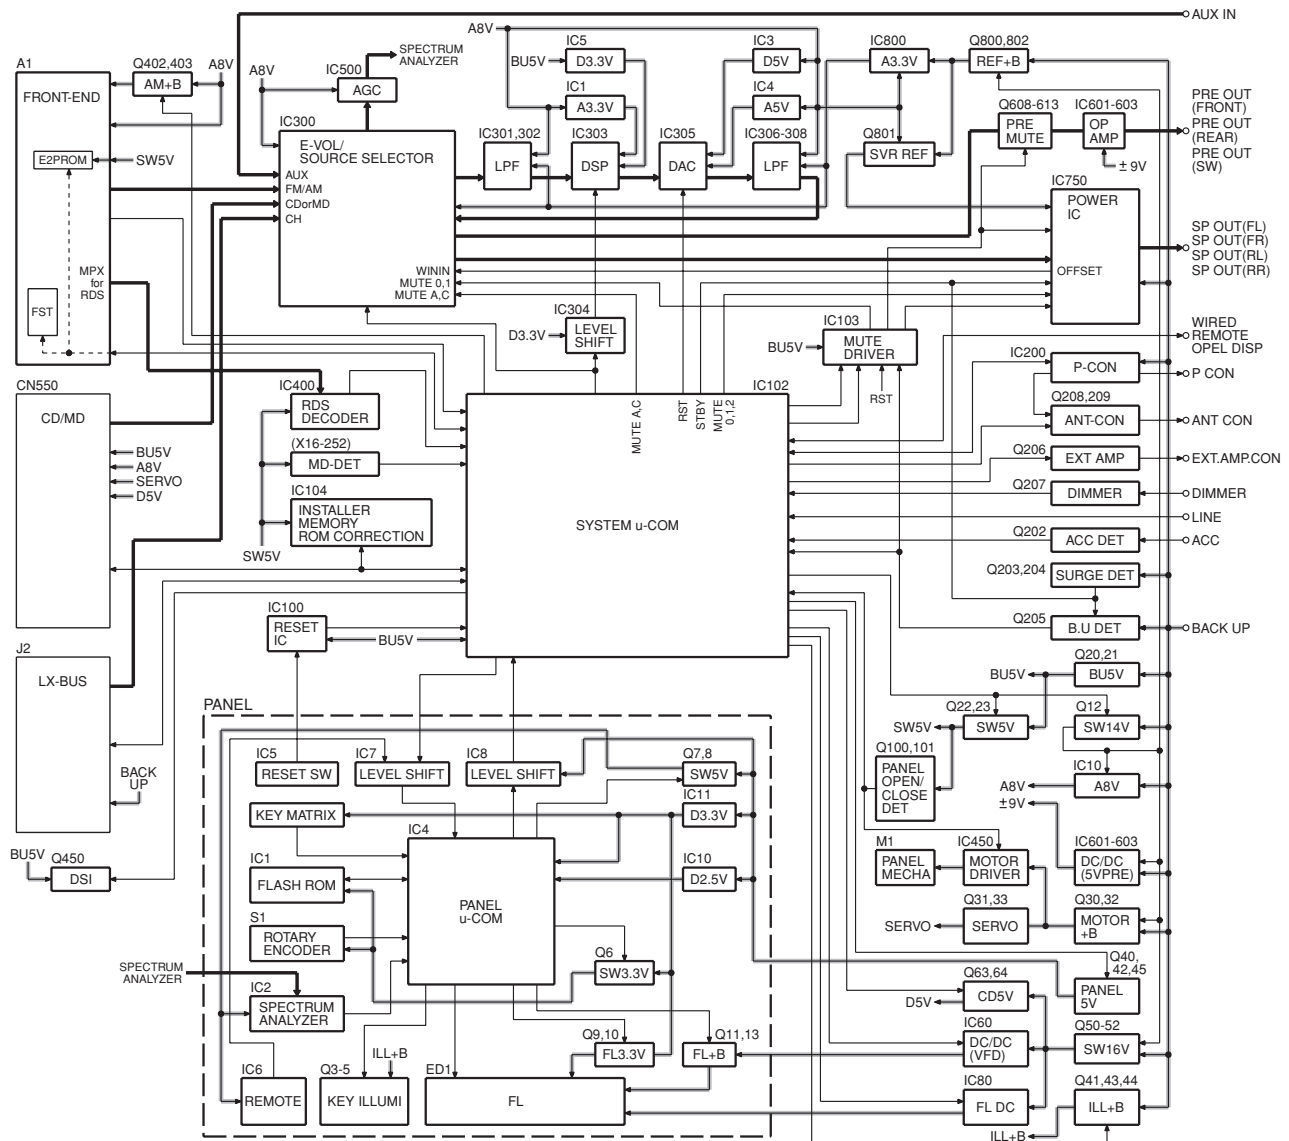 AUX IN
A1
FRONT-END
E2PROM
SW5V
MPX
for
RDS
FST
Q402,403
AM+B
A8V
A8V
SPECTRUM
ANALYZER
IC500
AGC
IC300
E-VOL/
SOURCE SELECTOR
AUX
FM/AM
CDorMD
CH
WININ
MUTE 0,1
MUTE A,C
A8V
IC5
BU5V
D3.3V
IC1
A3.3V
IC301,302
LPF
IC303
DSP
IC3
D5V
IC4
A5V
IC305
DAC
IC306-308
LPF
IC800
A3.3V
Q800,802
REF+B
Q801
SVR REF
Q608-613
PRE
MUTE
IC601-603
OP
AMP
±9V
PRE OUT
(FRONT)
PRE OUT
(REAR)
PRE OUT
(SW)
IC750
POWER
IC
OFFSET
SP OUT(FL)
SP OUT(FR)
SP OUT(RL)
SP OUT(RR)
IC304
D3.3V
LEVEL
SHIFT
IC103
BU5V
MUTE
DRIVER
RST
WIRED
REMOTE
OPEL DISP
IC200
P-CON
P CON
Q208,209
ANT-CON
ANT CON
Q206
EXT AMP
EXT.AMP.CON
Q207
DIMMER
DIMMER
LINE
Q202
ACC DET
ACC
Q203,204
SURGE DET
Q205
B.U DET
BACK UP
CN550
CD/MD
BU5V
A8V
SERVO
D5V
IC400
RDS
DECODER
(X16-252)
MD-DET
IC104
INSTALLER
MEMORY
ROM CORRECTION
SW5V
IC102
MUTE A,C
RST
STBY
MUTE
0,1,2
SYSTEM u-COM
IC100
RESET
IC
BU5V
J2
LX-BUS
BACK
UP
BU5V
Q450
DSI
Q20,21
BU5V
BU5V
Q22,23
SW5V
SW5V
Q12
SW14V
Q100,101
PANEL
OPEN/
CLOSE
DET
IC10
A8V
A8V
±9V
M1
PANEL
MECHA
IC450
MOTOR
DRIVER
IC601-603
DC/DC
(5VPRE)
Q31,33
SERVO
SERVO
Q30,32
MOTOR
+B
Q40,
42,45
PANEL
5V
Q63,64
D5V
CD5V
IC60
DC/DC
(VFD)
Q50-52
SW16V
IC80
FL DC
Q41,43,44
ILL+B
ILL+B
PANEL
IC5
RESET SW
IC7
LEVEL SHIFT
IC8
LEVEL SHIFT
Q7,8
SW5V
KEY MATRIX
IC11
D3.3V
IC4
PANEL
u-COM
IC10
D2.5V
IC1
FLASH ROM
S1
ROTARY
ENCODER
SPECTRUM
ANALYZER
IC2
SPECTRUM
ANALYZER
Q6
SW3.3V
Q9,10
FL3.3V
Q11,13
FL+B
IC6
REMOTE
ILL+B
Q3-5
KEY ILLUMI
ED1
FL